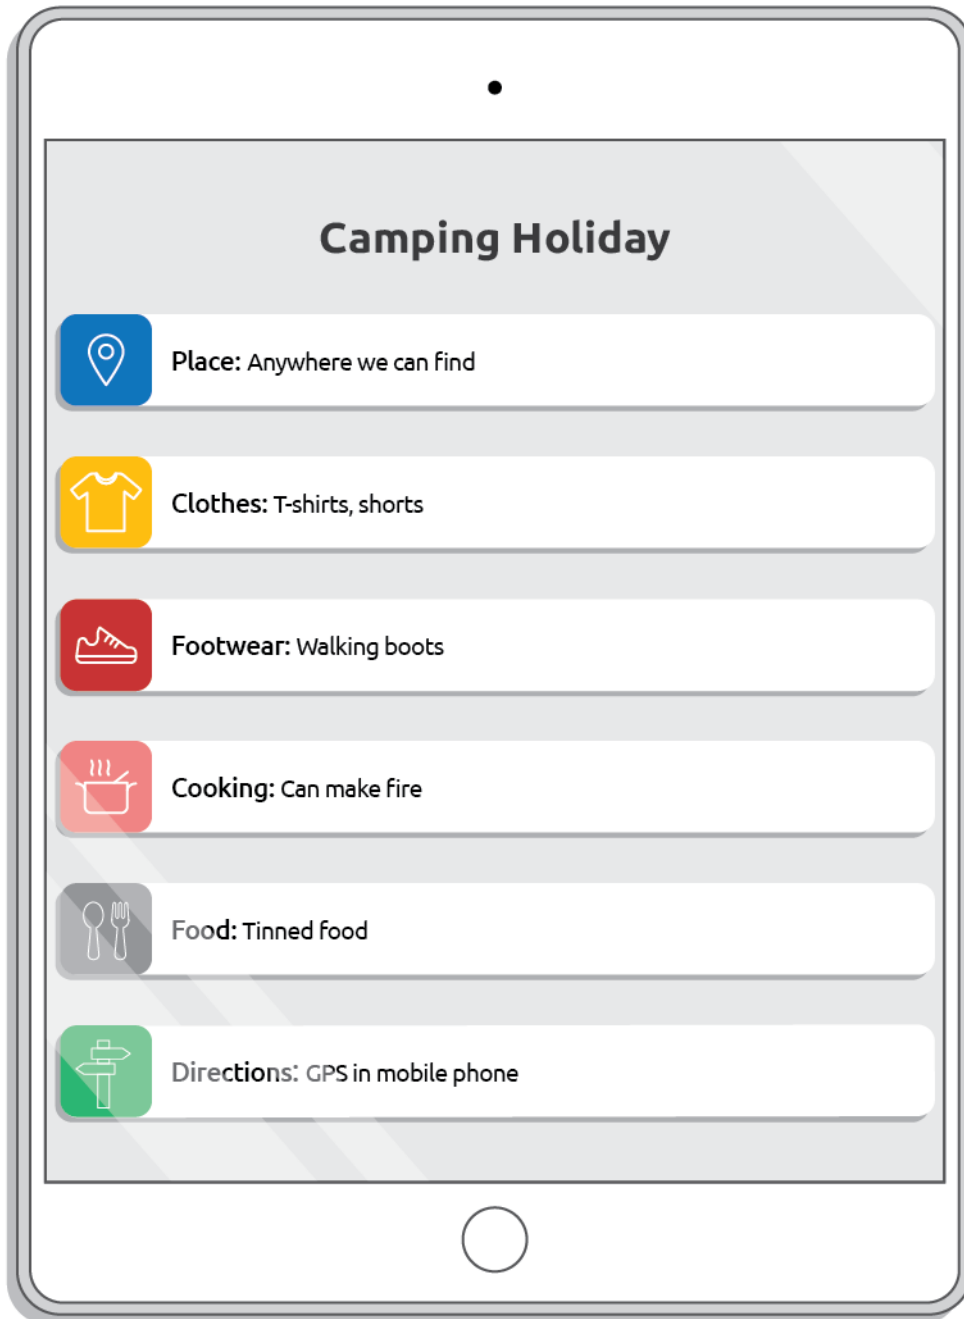 Camping Holiday
Place: Anywhere we can find
Clothes: T-shirts, shorts
Footwear: Walking boots
Cooking: Can make fire
Food: Tinned food
Directions: GPS in mobile phone